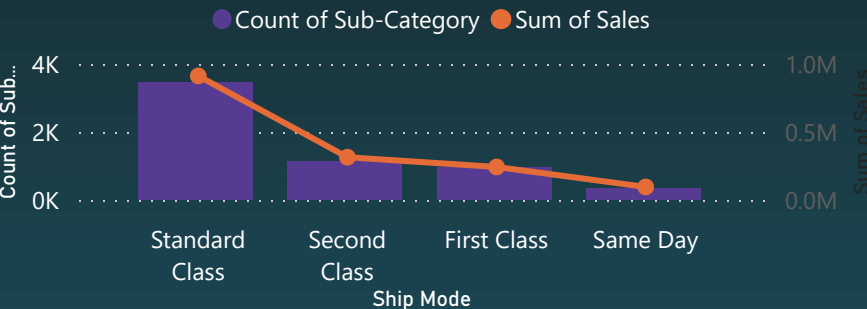 Count of Sub-Category Sum of Sales
Count of Sub...
4K
2K
0K
1.0M
0.5M
0.0M
Sum of Sales
Standard Class
Second Class
First Class
Same Day
Ship Mode